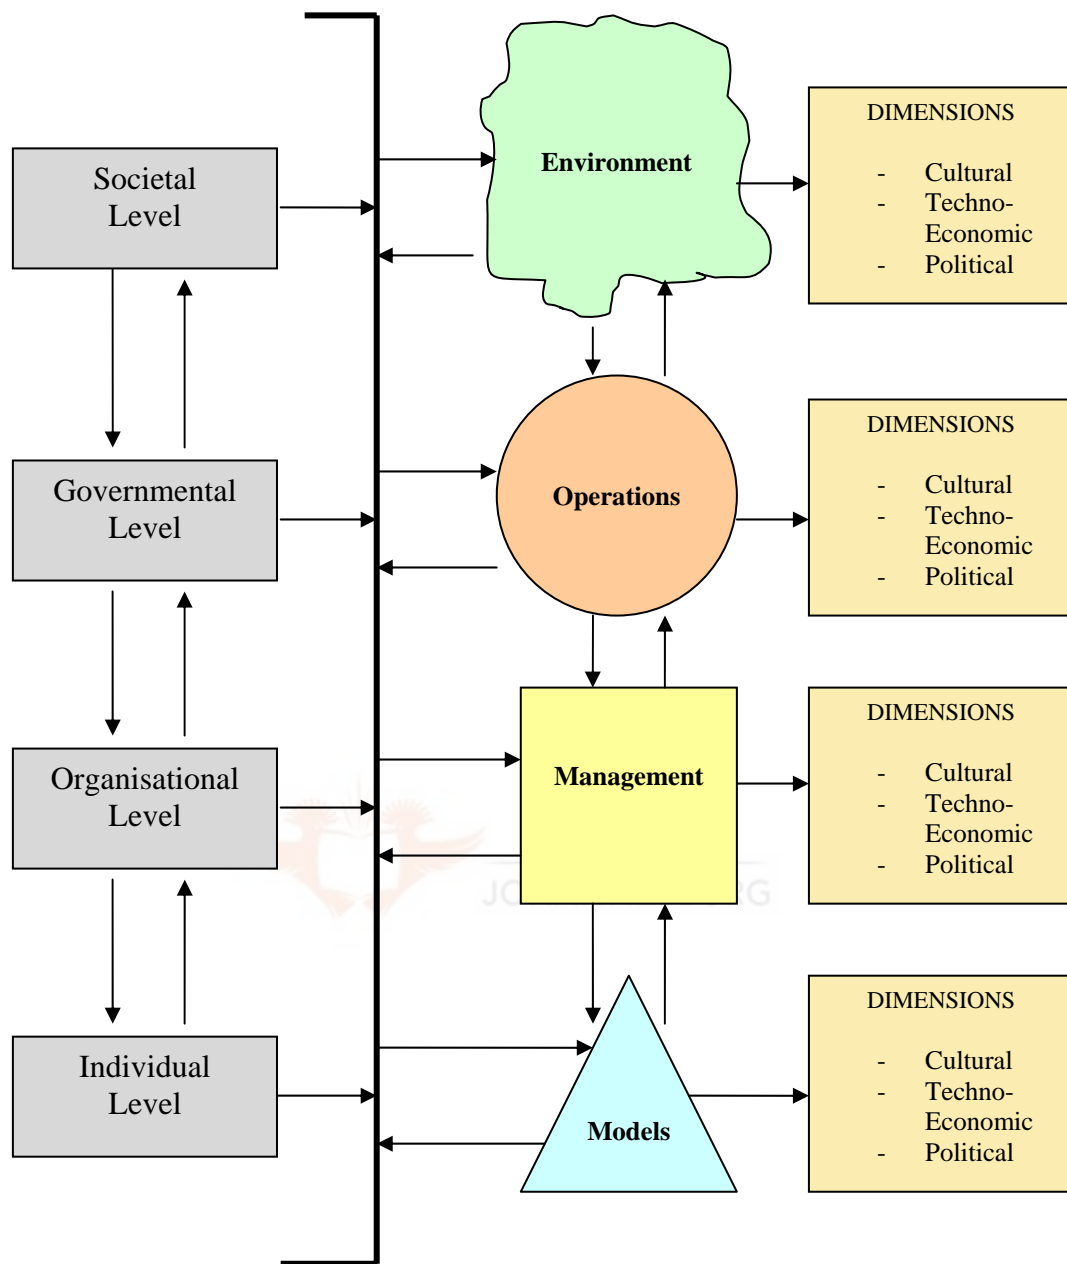 Societal
Level
Environment
DIMENSIONS
- Cultural
- Techno-
Economic
- Political
Governmental
Level
Operations
DIMENSIONS
- Cultural
- Techno-
Economic
- Political
Organisational
Level
Management
DIMENSIONS
- Cultural
- Techno-
Economic
- Political
Individual
Level
Models
DIMENSIONS
- Cultural
- Techno-
Economic
- Political